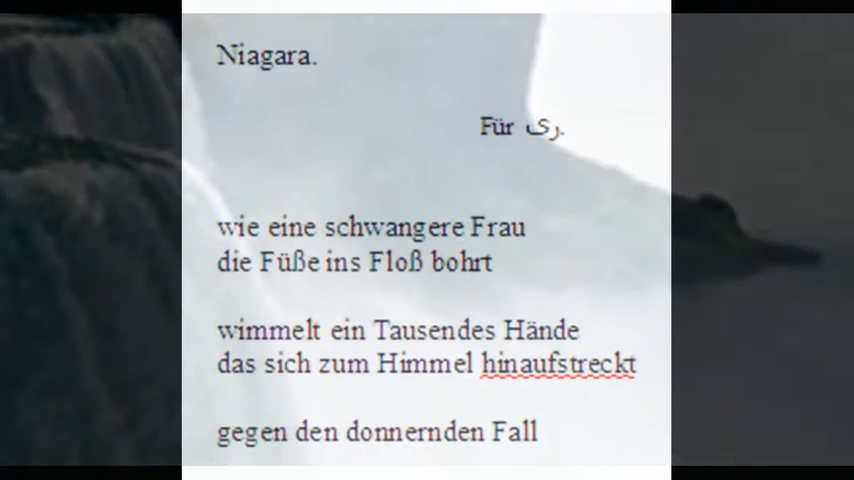 Niagara.
Für ری.
wie eine schwangere Frau
die Füße ins Floß bohrt
wimmelt ein Tausendes Hände
das sich zum Himmel hinaufstreckt
gegen den donnernden Fall